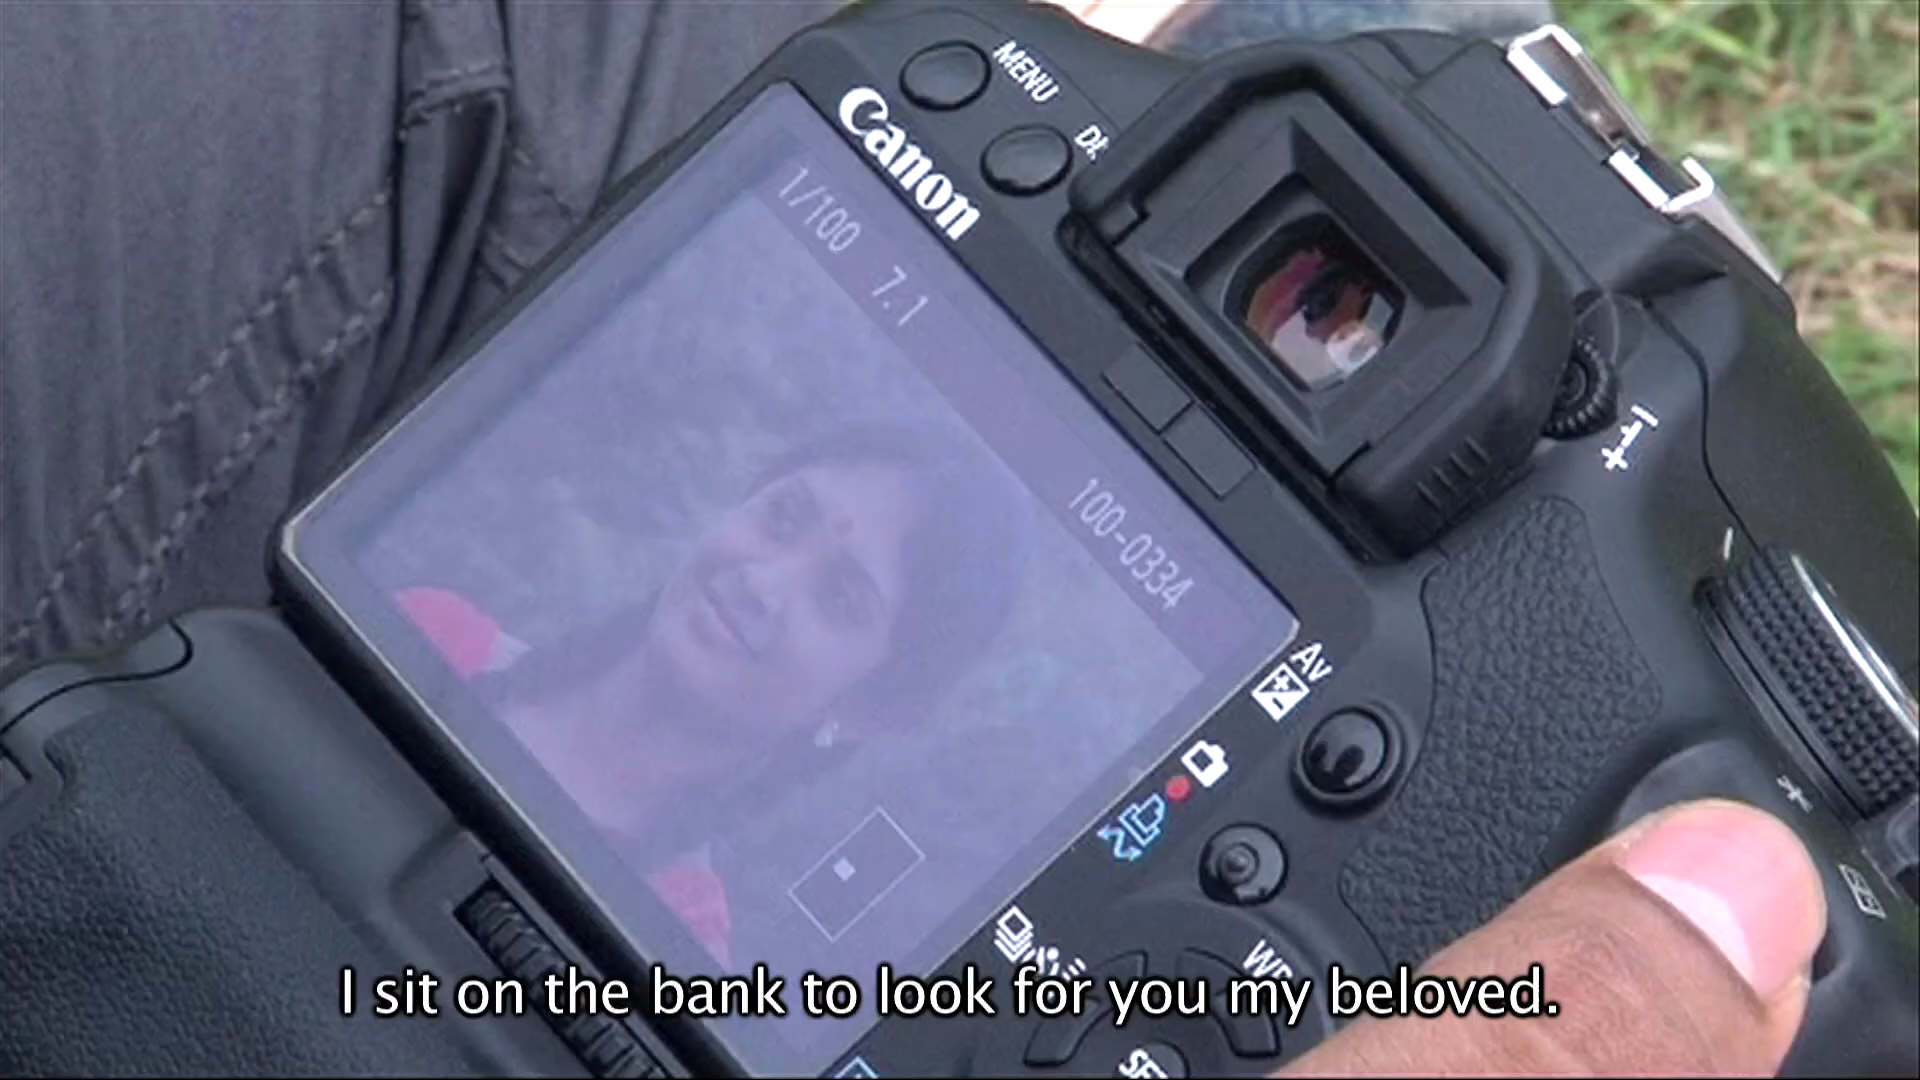 MENU
Canon
1/100 7.1
100-0334
Av
I sit on the bank to look for you my beloved.